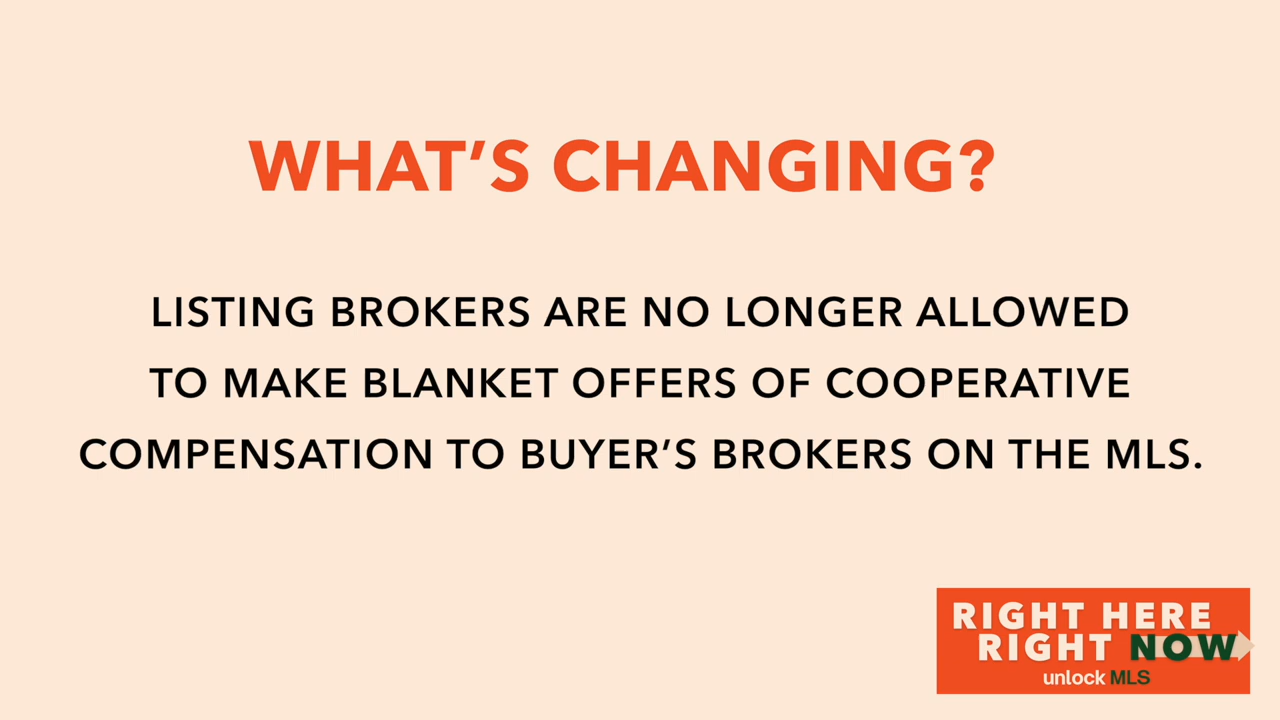 WHAT’S CHANGING?
LISTING BROKERS ARE NO LONGER ALLOWED
TO MAKE BLANKET OFFERS OF COOPERATIVE
COMPENSATION TO BUYER’S BROKERS ON THE MLS.
RIGHT HERE
RIGHT NOW
unlock MLS